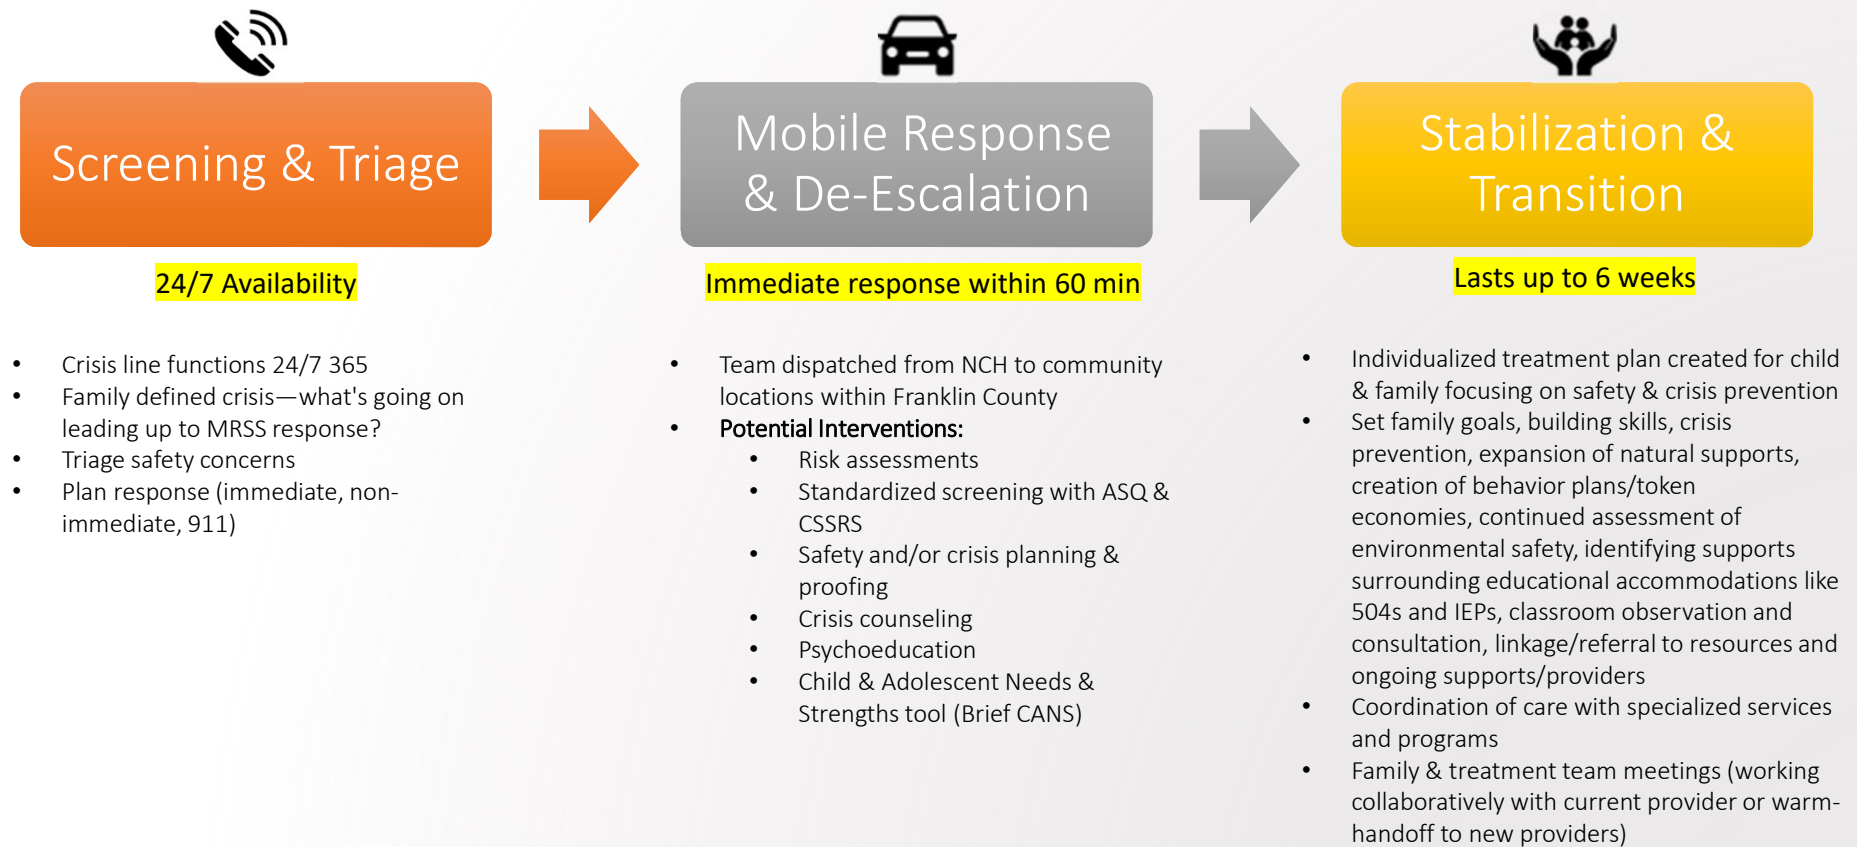 Screening & Triage
24/7 Availability
• Crisis line functions 24/7 365
• Family defined crisis—what's going on
leading up to MRSS response?
• Triage safety concerns
• Plan response (immediate, non-
immediate, 911)
Mobile Response
& De-Escalation
Immediate response within 60 min
• Team dispatched from NCH to community
locations within Franklin County
• Potential Interventions:
• Risk assessments
• Standardized screening with ASQ &
CSSRS
• Safety and/or crisis planning &
proofing
• Crisis counseling
• Psychoeducation
• Child & Adolescent Needs &
Strengths tool (Brief CANS)
Stabilization &
Transition
Lasts up to 6 weeks
• Individualized treatment plan created for child
& family focusing on safety & crisis prevention
• Set family goals, building skills, crisis
prevention, expansion of natural supports,
creation of behavior plans/token
economies, continued assessment of
environmental safety, identifying supports
surrounding educational accommodations like
504s and IEPs, classroom observation and
consultation, linkage/referral to resources and
ongoing supports/providers
• Coordination of care with specialized services
and programs
• Family & treatment team meetings (working
collaboratively with current provider or warm-
handoff to new providers)